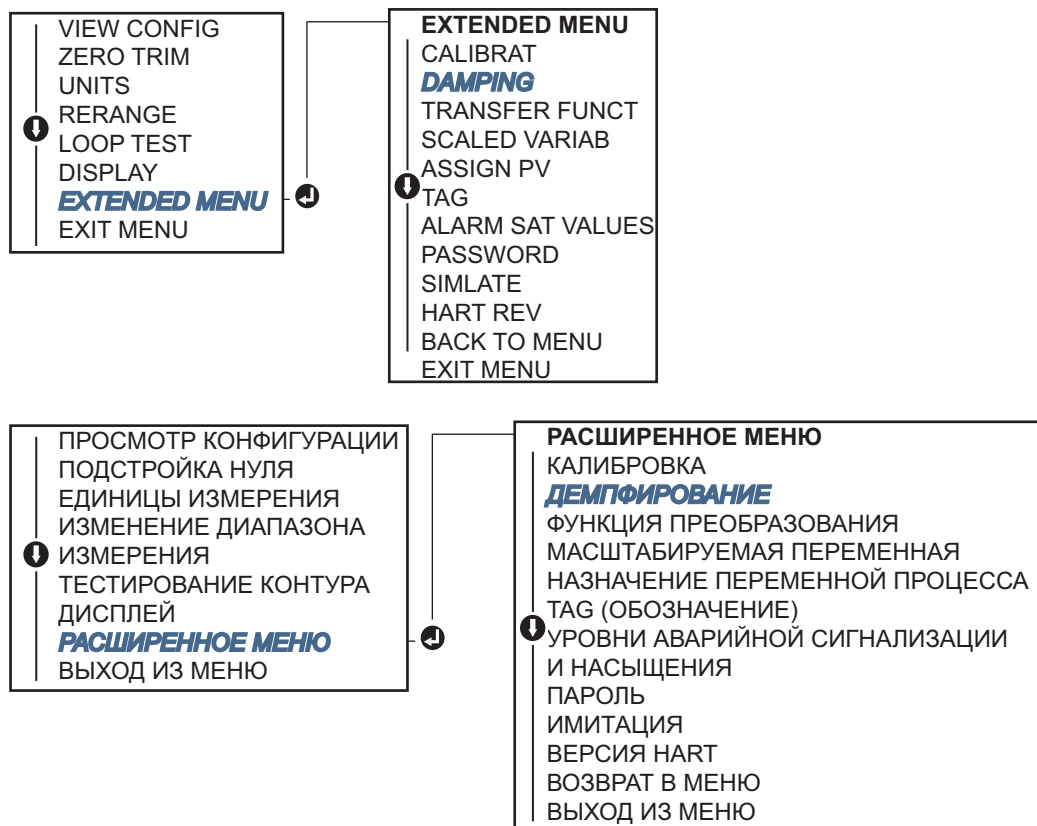 VIEW CONFIG
ZERO TRIM
UNITS
RERANGE
LOOP TEST
DISPLAY
EXTENDED MENU
EXIT MENU
EXTENDED MENU
CALIBRAT
DAMPING
TRANSFER FUNCT
SCALED VARIAB
ASSIGN PV
TAG
ALARM SAT VALUES
PASSWORD
SIMLATE
HART REV
BACK TO MENU
EXIT MENU
ПРОСМОТР КОНФИГУРАЦИИ
ПОДСТРОЙКА НУЛЯ
ЕДИНИЦЫ ИЗМЕРЕНИЯ
ИЗМЕНЕНИЕ ДИАПАЗОНА
ИЗМЕРЕНИЯ
ТЕСТИРОВАНИЕ КОНТУРА
ДИСПЛЕЙ
РАСШИРЕННОЕ МЕНЮ
ВЫХОД ИЗ МЕНЮ
РАСШИРЕННОЕ МЕНЮ
КАЛИБРОВКА
ДЕМПФИРОВАНИЕ
ФУНКЦИЯ ПРЕОБРАЗОВАНИЯ
МАСШТАБИРУЕМАЯ ПЕРЕМЕННАЯ
НАЗНАЧЕНИЕ ПЕРЕМЕННОЙ ПРОЦЕССА
TAG (ОБОЗНАЧЕНИЕ)
УРОВНИ АВАРИЙНОЙ СИГНАЛИЗАЦИИ
И НАСЫЩЕНИЯ
ПАРОЛЬ
ИМИТАЦИЯ
ВЕРСИЯ HART
ВОЗВРАТ В МЕНЮ
ВЫХОД ИЗ МЕНЮ